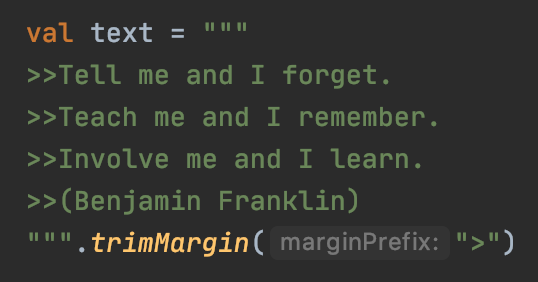 val text = """
>>Tell me and I forget.
>>Teach me and I remember.
>>Involve me and I learn.
>>(Benjamin Franklin)
""".trimMargin( marginPrefix: ">")